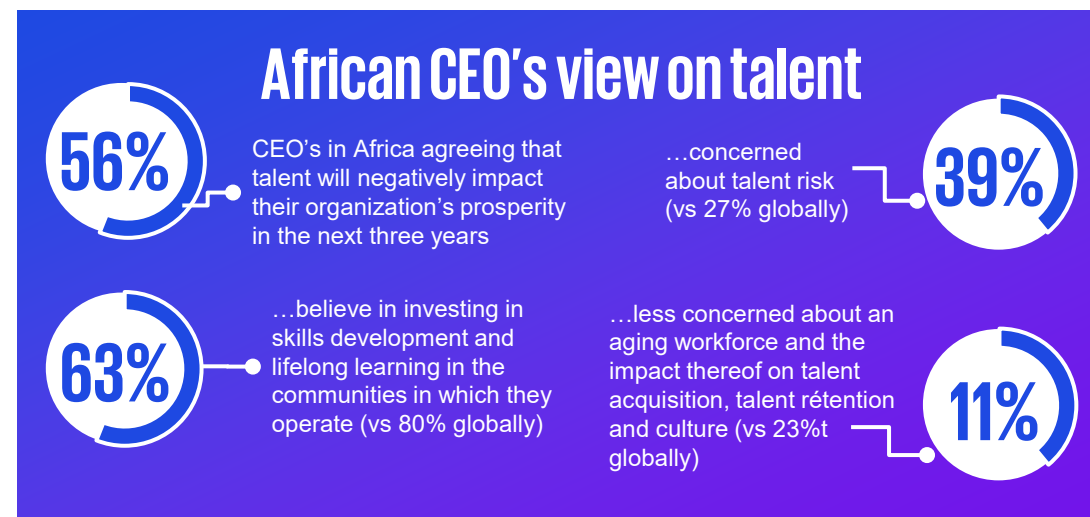 African CEO's view on talent
56%
CEO’s in Africa agreeing that
talent will negatively impact
their organization’s prosperity
in the next three years
…concerned
about talent risk
(vs 27% globally)
39%
63%
…believe in investing in
skills development and
lifelong learning in the
communities in which they
operate (vs 80% globally)
…less concerned about an
aging workforce and the
impact thereof on talent
acquisition, talent rétention
and culture (vs 23%t
globally)
11%